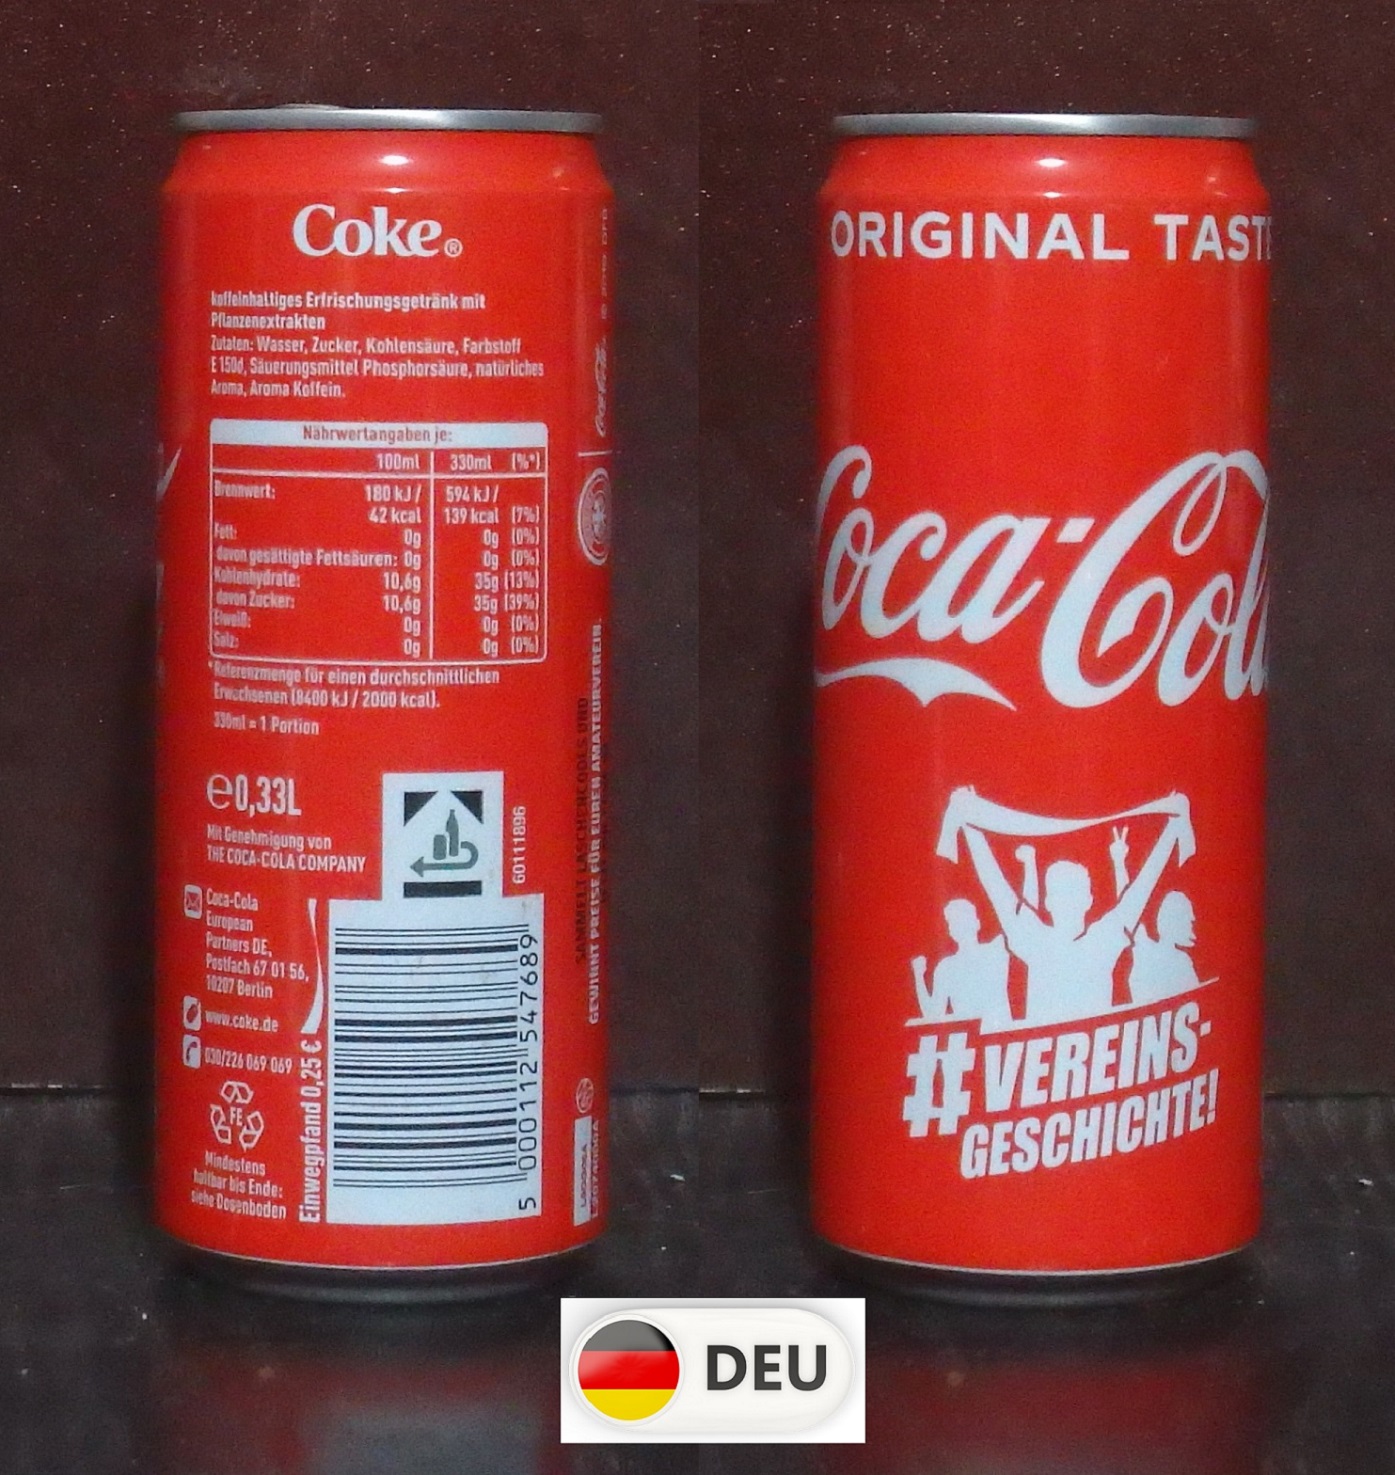 Coke®
koffeinhaltiges Erfrischungsgetränk mit
Pflanzenextrakten
Zutaten: Wasser, Zucker, Kohlensäure, Farbstoff
E 150d, Säuerungsmittel Phosphorsäure, natürliches
Aroma, Aroma Koffein.
Nährwertangaben je:
100ml 330ml (%*)
Brennwert: 180 kJ/ 594 kJ/
42 kcal 139 kcal (7%)
Fett: 0g 0g (0%)
davon gesättigte Fettsäuren: 0g 0g (0%)
Kohlenhydrate: 10,6g 35g (13%)
davon Zucker: 10,6g 35g (39%)
Eiweiß: 0g 0g (0%)
Salz: 0g 0g (0%)
*Referenzmenge für einen durchschnittlichen
Erwachsenen (8400 kJ / 2000 kcal).
330ml = 1 Portion
℮0,33L
Mit Genehmigung von
THE COCA-COLA COMPANY
60111896
Coca-Cola
European
Partners DE,
Postfach 67 01 56,
10207 Berlin
www.coke.de
030/226 069 069
FE
Mindestens
haltbar bis Ende:
siehe Dosenboden
Einwegpfand 0,25 €
5 000112 547689
SAMMELT LASCHENCODES UND
GEWINNT PREISE FÜR EUREN AMATEURVEREIN.
Coca-Cola
ORIGINAL TASTE
Coca-Cola
#VEREINS-
GESCHICHTE!
DEU